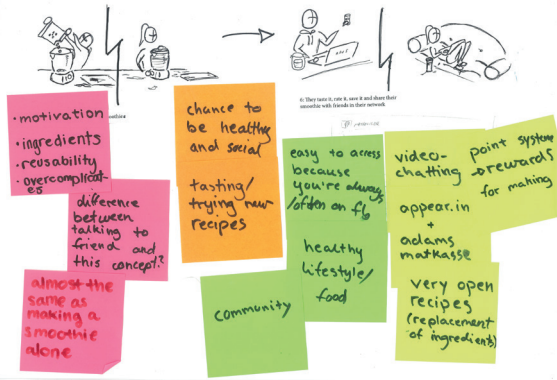 6: They taste it, rate it, save it and share their
smoothie with friends in their network
• motivation
• ingredients
• reusability
• overcomplicat-
es
difference
between
talking to
friend and
this concept?
almost the
same as
making a
smoothie
alone
chance to
be healthy
and social
tasting/
trying new
recipes
easy to access
because
you're always
/often on fb
healthy
lifestyle/
food
community
video-
chatting
appear.in
+
adams
matkasse
very open
recipes
(replacement
of ingredients)
point system
→rewards
for making